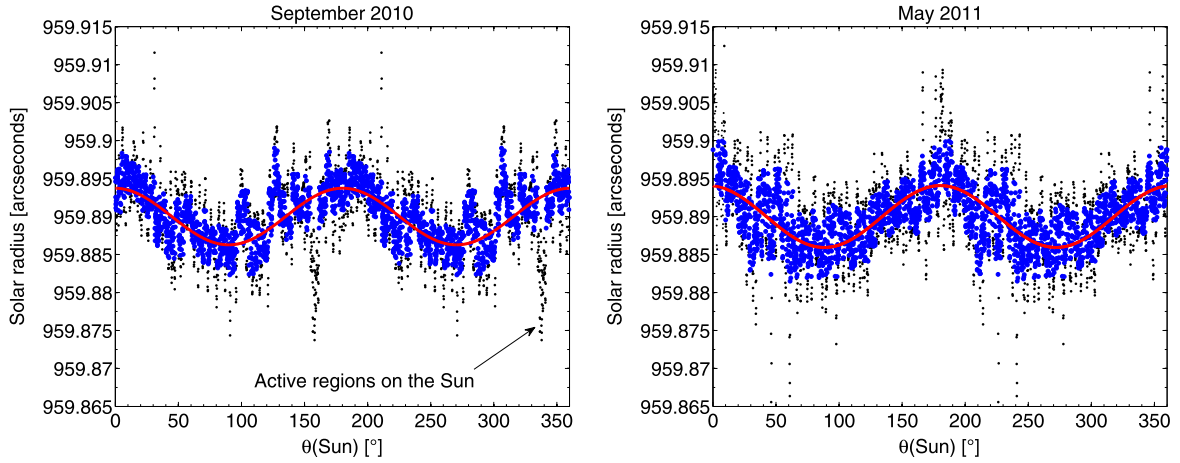 September 2010
959.915
959.91
959.905
959.9
959.895
959.89
959.885
959.88
959.875
959.87
959.865
Solar radius [arcseconds]
Active regions on the Sun
0 50 100 150 200 250 300 350
θ(Sun) [°]
May 2011
959.915
959.91
959.905
959.9
959.895
959.89
959.885
959.88
959.875
959.87
959.865
Solar radius [arcseconds]
0 50 100 150 200 250 300 350
θ(Sun) [°]